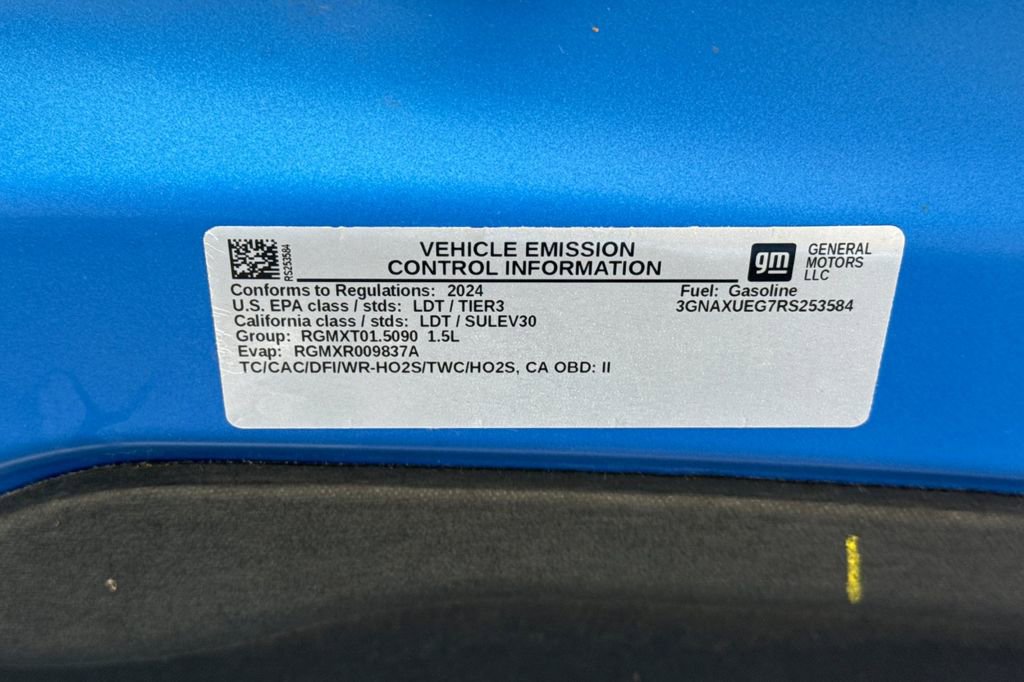 RS253584
VEHICLE EMISSION
CONTROL INFORMATION
gm
GENERAL
MOTORS
LLC
Conforms to Regulations: 2024
U.S. EPA class / stds: LDT / TIER3
California class / stds: LDT / SULEV30
Group: RGMXT01.5090 1.5L
Evap: RGMXR009837A
TC/CAC/DFI/WR-HO2S/TWC/HO2S, CA OBD: II
Fuel: Gasoline
3GNAXUEG7RS253584